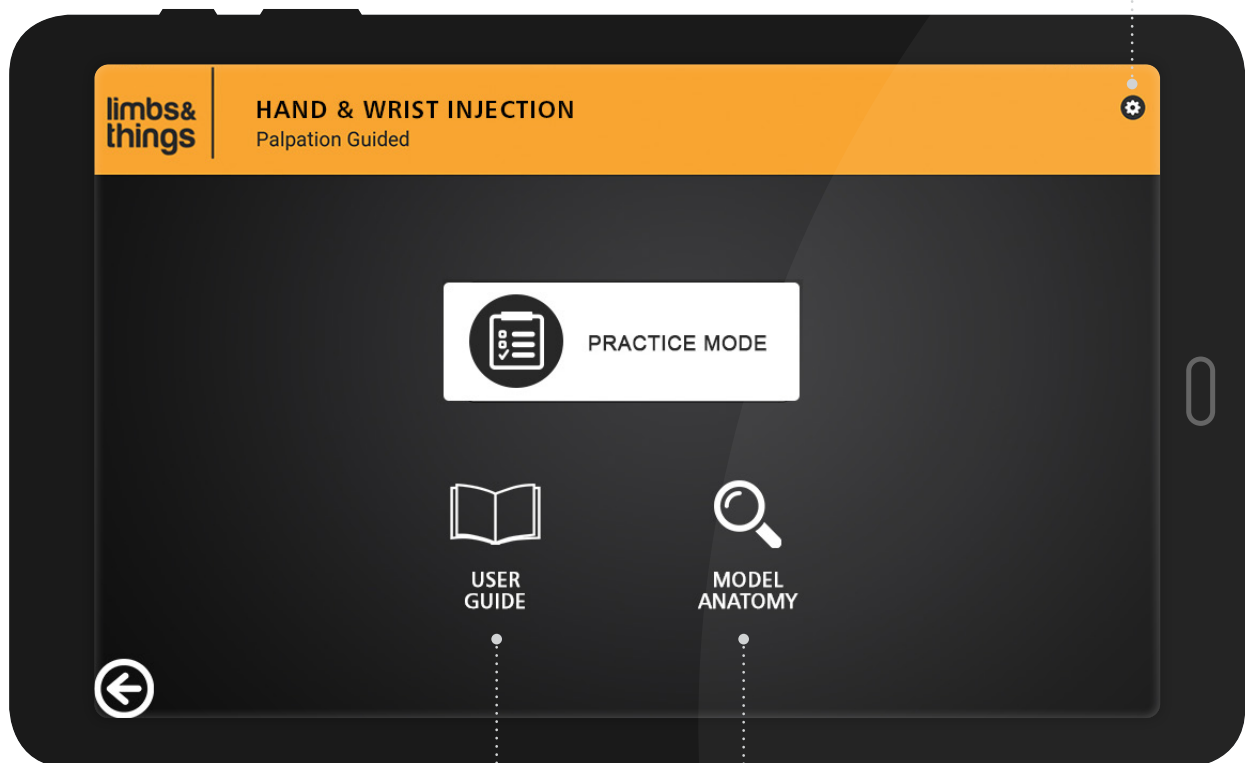 limbs&
things
HAND & WRIST INJECTION
Palpation Guided
PRACTICE MODE
USER
GUIDE
MODEL
ANATOMY